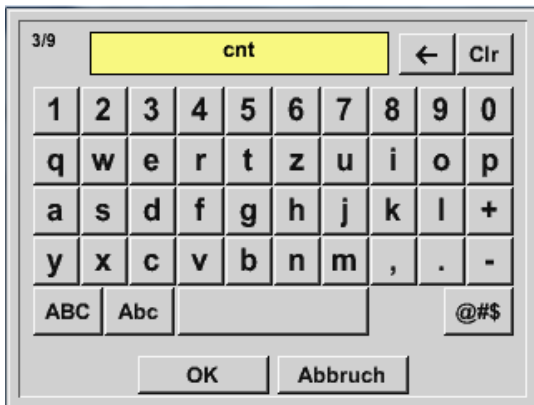 3/9 cnt ← Clr
1 2 3 4 5 6 7 8 9 0
q w e r t z u i o p
a s d f g h j k l +
y x c v b n m , . -
ABC Abc @#$
OK Abbruch